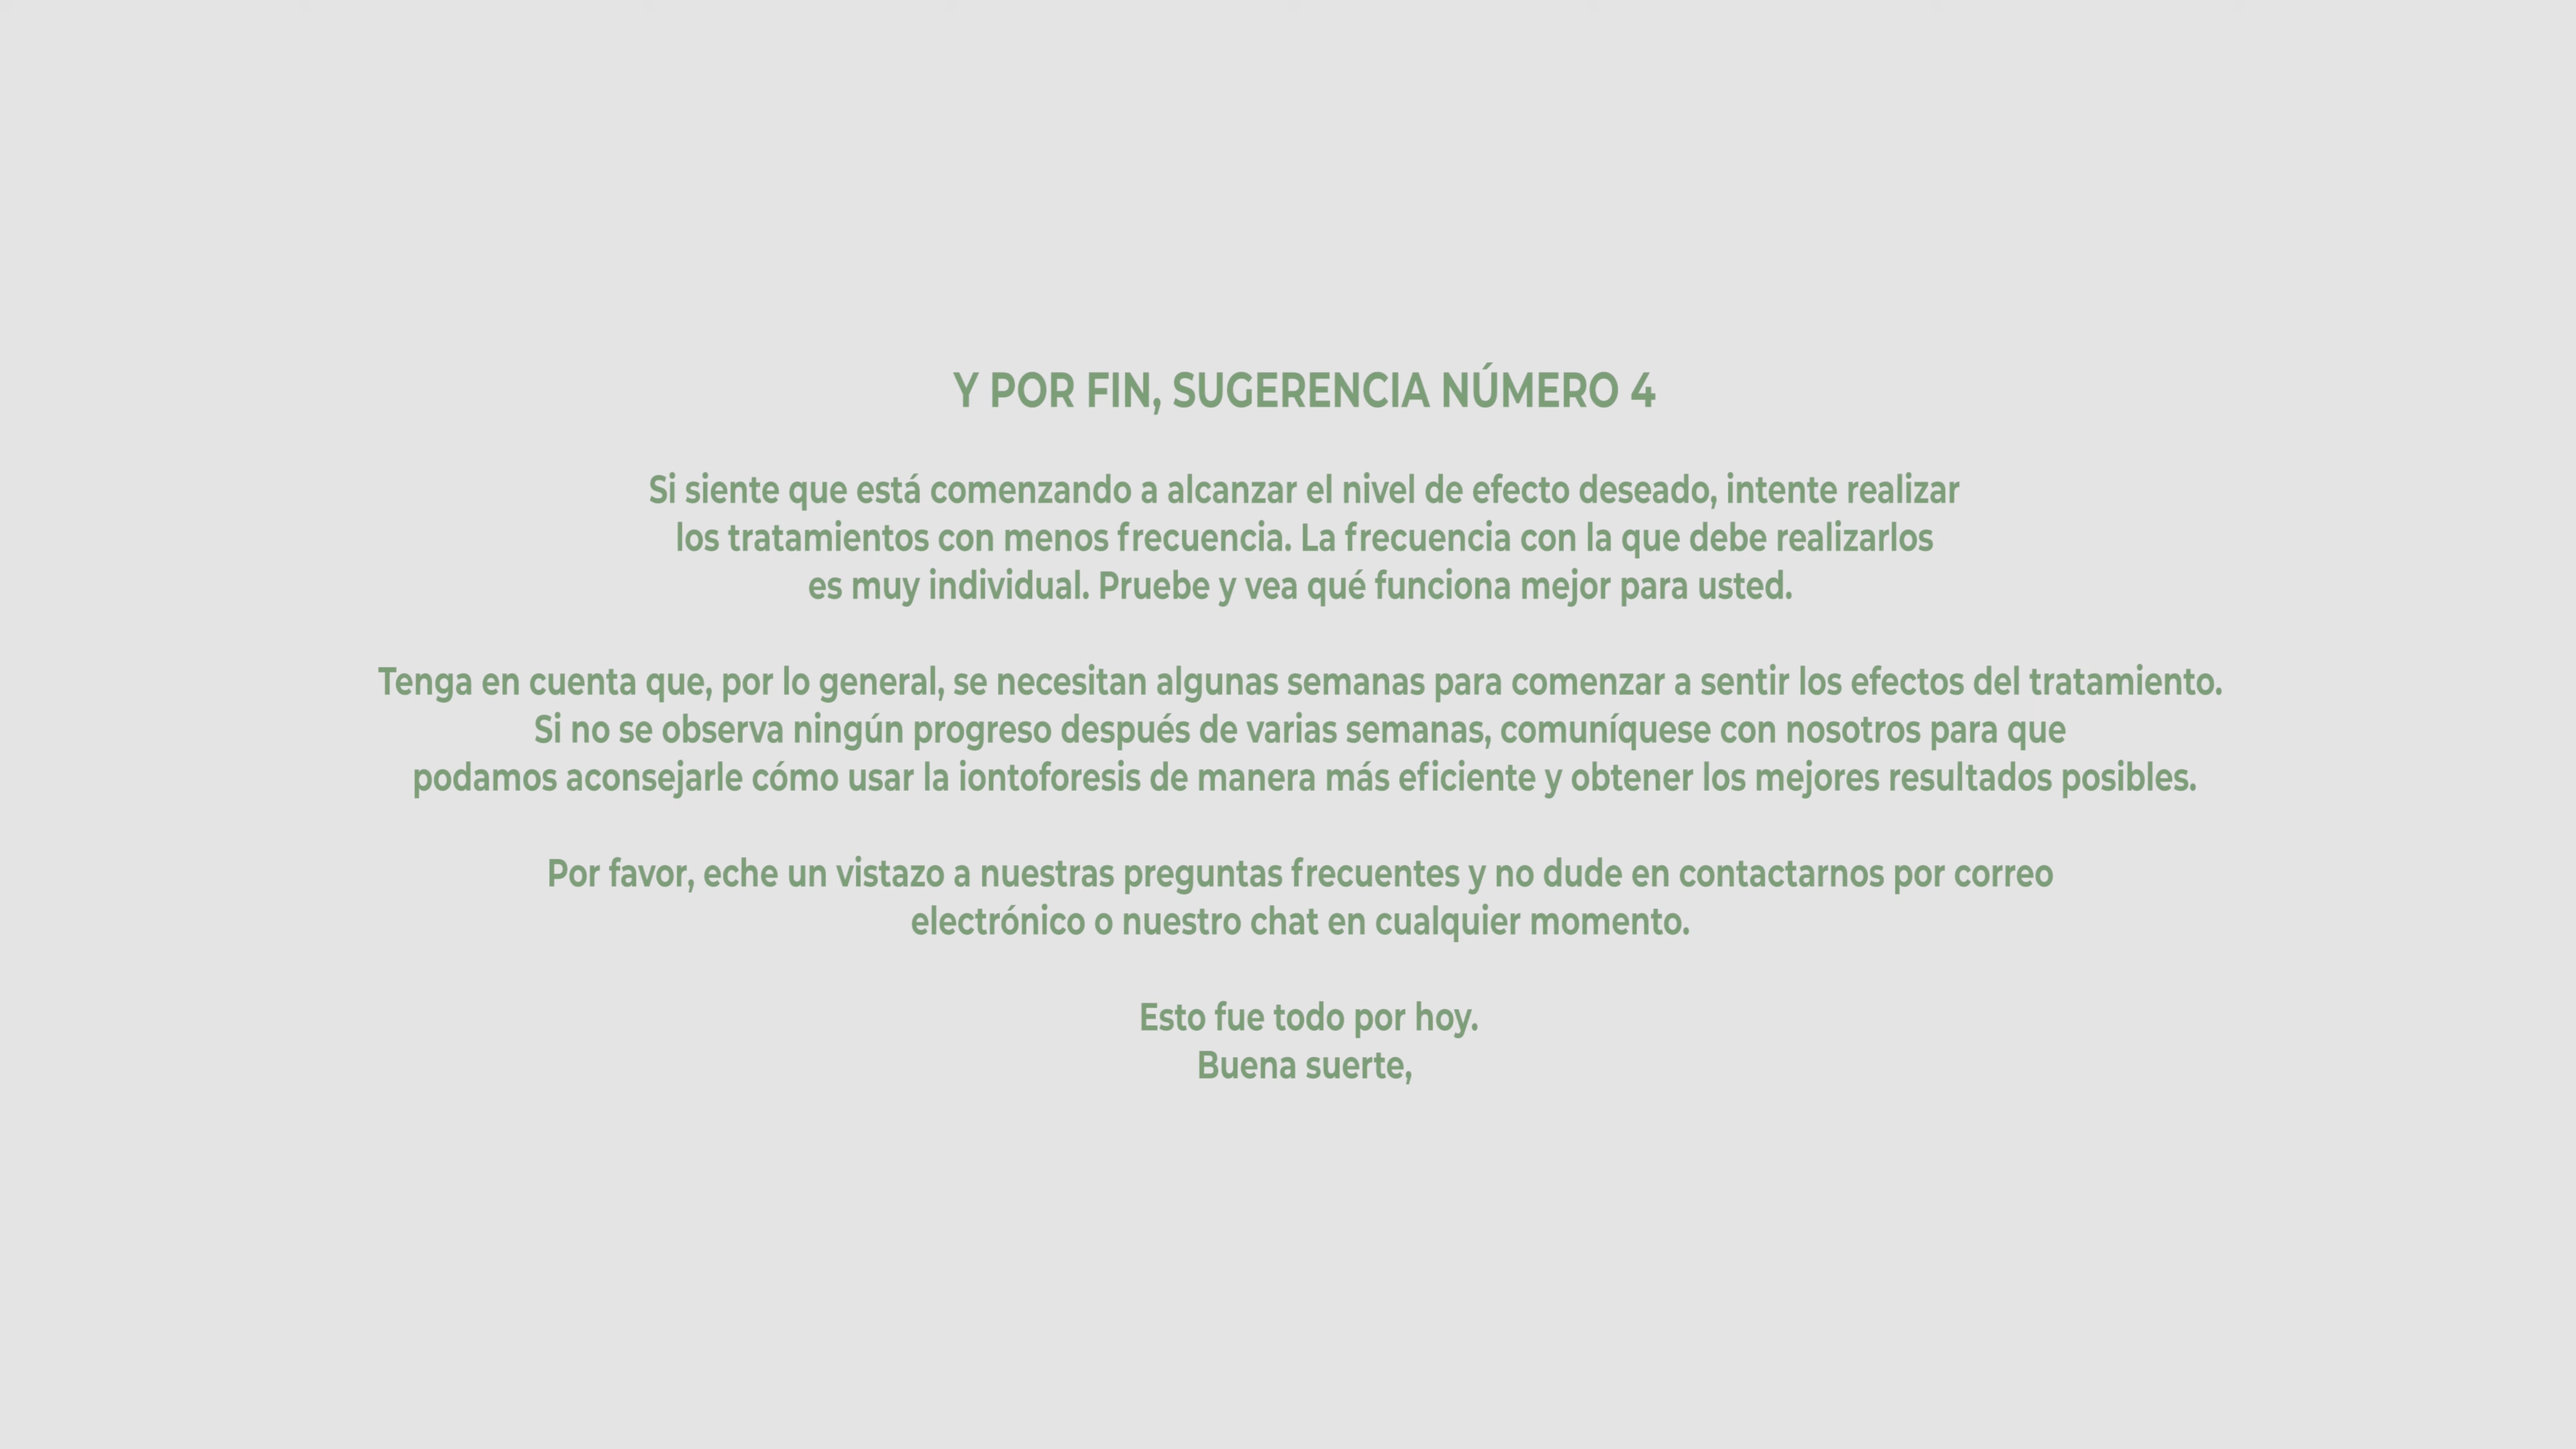 Y POR FIN, SUGERENCIA NÚMERO 4
Si siente que está comenzando a alcanzar el nivel de efecto deseado, intente realizar
los tratamientos con menos frecuencia. La frecuencia con la que debe realizarlos
es muy individual. Pruebe y vea qué funciona mejor para usted.
Tenga en cuenta que, por lo general, se necesitan algunas semanas para comenzar a sentir los efectos del tratamiento.
Si no se observa ningún progreso después de varias semanas, comuníquese con nosotros para que
podamos aconsejarle cómo usar la iontoforesis de manera más eficiente y obtener los mejores resultados posibles.
Por favor, eche un vistazo a nuestras preguntas frecuentes y no dude en contactarnos por correo
electrónico o nuestro chat en cualquier momento.
Esto fue todo por hoy.
Buena suerte,